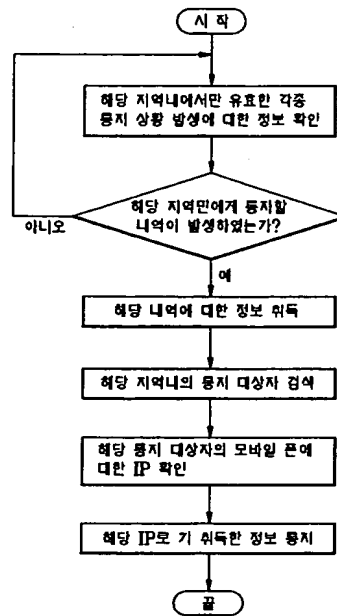 시 작
해당 지역내에서만 유효한 각종
통지 상황 발생에 대한 정보 확인
해당 지역민에게 통지할
내역이 발생하였는가?
아니오
예
해당 내역에 대한 정보 취득
해당 지역내의 통지 대상자 검색
해당 통지 대상자의 모바일 폰에
대한 IP 확인
해당 IP로 기 취득한 정보 통지
끝